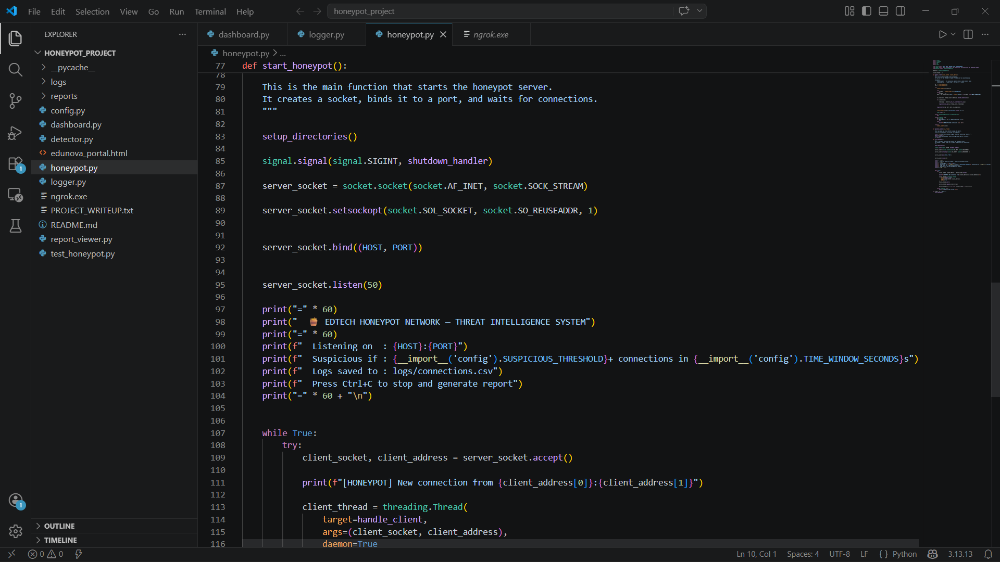 File Edit Selection View Go Run Terminal Help
honeypot_project
EXPLORER
HONEYPOT_PROJECT
__pycache__
logs
reports
config.py
dashboard.py
detector.py
edunova_portal.html
honeypot.py
logger.py
ngrok.exe
PROJECT_WRITEUP.txt
README.md
report_viewer.py
test_honeypot.py
OUTLINE
TIMELINE
1
1
dashboard.py logger.py honeypot.py ngrok.exe
honeypot.py > ...
77 def start_honeypot():
78
79 This is the main function that starts the honeypot server.
80 It creates a socket, binds it to a port, and waits for connections.
81 """
82
83 setup_directories()
84
85 signal.signal(signal.SIGINT, shutdown_handler)
86
87 server_socket = socket.socket(socket.AF_INET, socket.SOCK_STREAM)
88
89 server_socket.setsockopt(socket.SOL_SOCKET, socket.SO_REUSEADDR, 1)
90
91
92 server_socket.bind((HOST, PORT))
93
94
95 server_socket.listen(50)
96
97 print("=" * 60)
98 print("  🍯 EDTECH HONEYPOT NETWORK — THREAT INTELLIGENCE SYSTEM")
99 print("=" * 60)
100 print(f"  Listening on  : {HOST}:{PORT}")
101 print(f"  Suspicious if : {__import__('config').SUSPICIOUS_THRESHOLD}+ connections in {__import__('config').TIME_WINDOW_SECONDS}s")
102 print(f"  Logs saved to : logs/connections.csv")
103 print(f"  Press Ctrl+C to stop and generate report")
104 print("=" * 60 + "\n")
105
106
107 while True:
108 try:
109 client_socket, client_address = server_socket.accept()
110
111 print(f"[HONEYPOT] New connection from {client_address[0]}:{client_address[1]}")
112
113 client_thread = threading.Thread(
114 target=handle_client,
115 args=(client_socket, client_address),
116 daemon=True
0 0
Ln 10, Col 1 Spaces: 4 UTF-8 LF { } Python 3.13.13